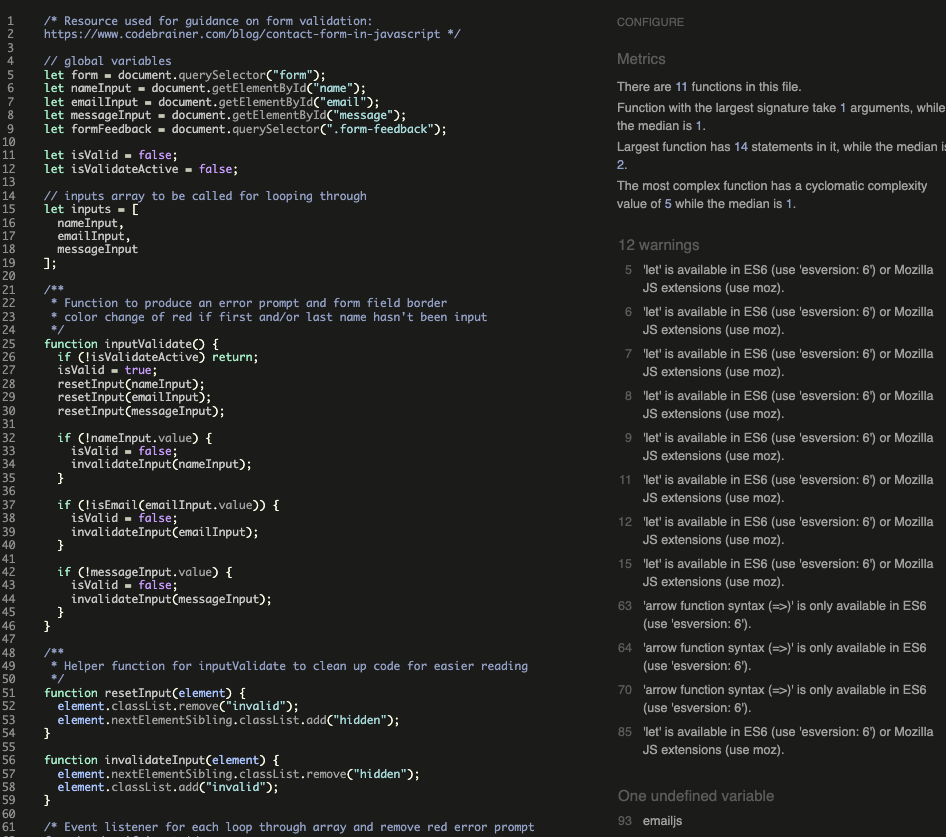 1 /* Resource used for guidance on form validation:
2 https://www.codebrainer.com/blog/contact-form-in-javascript */
3
4 // global variables
5 let form = document.querySelector("form");
6 let nameInput = document.getElementById("name");
7 let emailInput = document.getElementById("email");
8 let messageInput = document.getElementById("message");
9 let formFeedback = document.querySelector(".form-feedback");
10
11 let isValid = false;
12 let isValidateActive = false;
13
14 // inputs array to be called for looping through
15 let inputs = [
16 nameInput,
17 emailInput,
18 messageInput
19 ];
20
21 /**
22 * Function to produce an error prompt and form field border
23 * color change of red if first and/or last name hasn't been input
24 */
25 function inputValidate() {
26 if (!isValidateActive) return;
27 isValid = true;
28 resetInput(nameInput);
29 resetInput(emailInput);
30 resetInput(messageInput);
31
32 if (!nameInput.value) {
33 isValid = false;
34 invalidateInput(nameInput);
35 }
36
37 if (!isEmail(emailInput.value)) {
38 isValid = false;
39 invalidateInput(emailInput);
40 }
41
42 if (!messageInput.value) {
43 isValid = false;
44 invalidateInput(messageInput);
45 }
46 }
47
48 /**
49 * Helper function for inputValidate to clean up code for easier reading
50 */
51 function resetInput(element) {
52 element.classList.remove("invalid");
53 element.nextElementSibling.classList.add("hidden");
54 }
55
56 function invalidateInput(element) {
57 element.nextElementSibling.classList.remove("hidden");
58 element.classList.add("invalid");
59 }
60
61 /* Event listener for each loop through array and remove red error prompt
CONFIGURE
Metrics
There are 11 functions in this file.
Function with the largest signature take 1 arguments, while
the median is 1.
Largest function has 14 statements in it, while the median is
2.
The most complex function has a cyclomatic complexity
value of 5 while the median is 1.
12 warnings
5 'let' is available in ES6 (use 'esversion: 6') or Mozilla
JS extensions (use moz).
6 'let' is available in ES6 (use 'esversion: 6') or Mozilla
JS extensions (use moz).
7 'let' is available in ES6 (use 'esversion: 6') or Mozilla
JS extensions (use moz).
8 'let' is available in ES6 (use 'esversion: 6') or Mozilla
JS extensions (use moz).
9 'let' is available in ES6 (use 'esversion: 6') or Mozilla
JS extensions (use moz).
11 'let' is available in ES6 (use 'esversion: 6') or Mozilla
JS extensions (use moz).
12 'let' is available in ES6 (use 'esversion: 6') or Mozilla
JS extensions (use moz).
15 'let' is available in ES6 (use 'esversion: 6') or Mozilla
JS extensions (use moz).
63 'arrow function syntax (=>)' is only available in ES6
(use 'esversion: 6').
64 'arrow function syntax (=>)' is only available in ES6
(use 'esversion: 6').
70 'arrow function syntax (=>)' is only available in ES6
(use 'esversion: 6').
85 'let' is available in ES6 (use 'esversion: 6') or Mozilla
JS extensions (use moz).
One undefined variable
93 emailjs